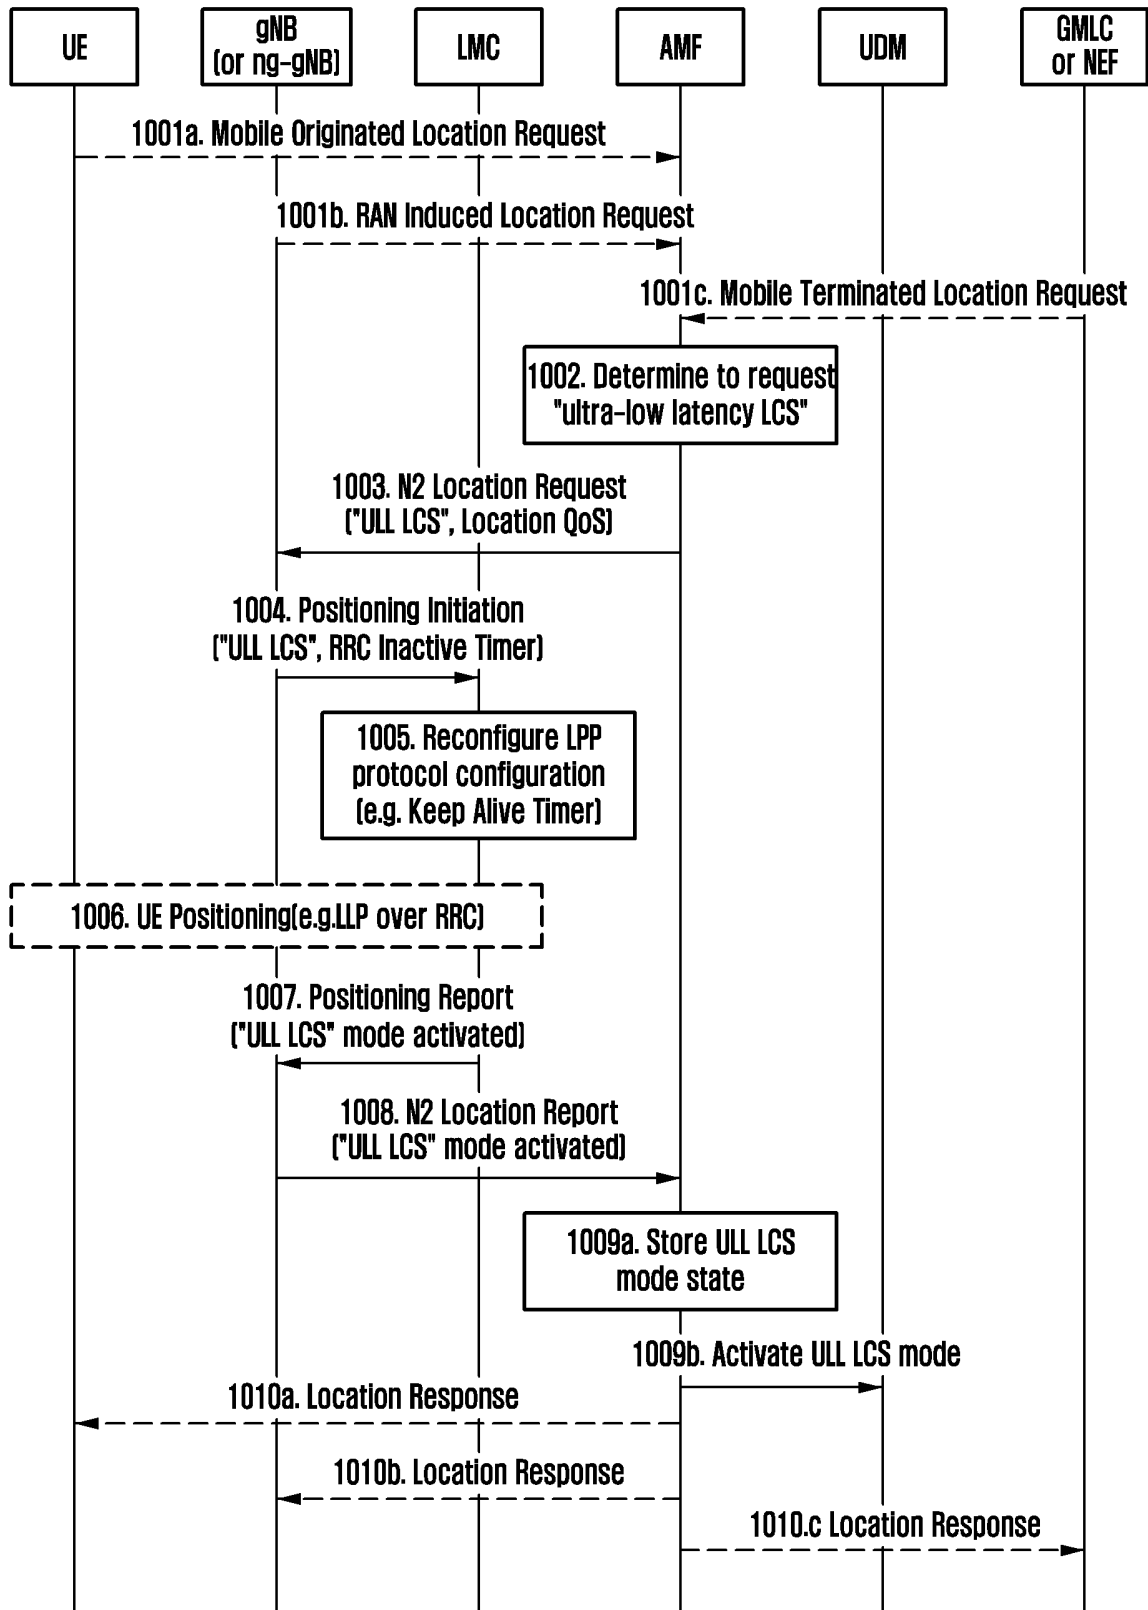 UE
gNB
(or ng-gNB)
LMC
AMF
UDM
GMLC
or NEF
1001a. Mobile Originated Location Request
1001b. RAN Induced Location Request
1001c. Mobile Terminated Location Request
1002. Determine to request
"ultra-low latency LCS"
1003. N2 Location Request
("ULL LCS", Location QoS)
1004. Positioning Initiation
("ULL LCS", RRC Inactive Timer)
1005. Reconfigure LPP
protocol configuration
(e.g. Keep Alive Timer)
1006. UE Positioning(e.g.LLP over RRC)
1007. Positioning Report
("ULL LCS" mode activated)
1008. N2 Location Report
("ULL LCS" mode activated)
1009a. Store ULL LCS
mode state
1009b. Activate ULL LCS mode
1010a. Location Response
1010b. Location Response
1010.c Location Response